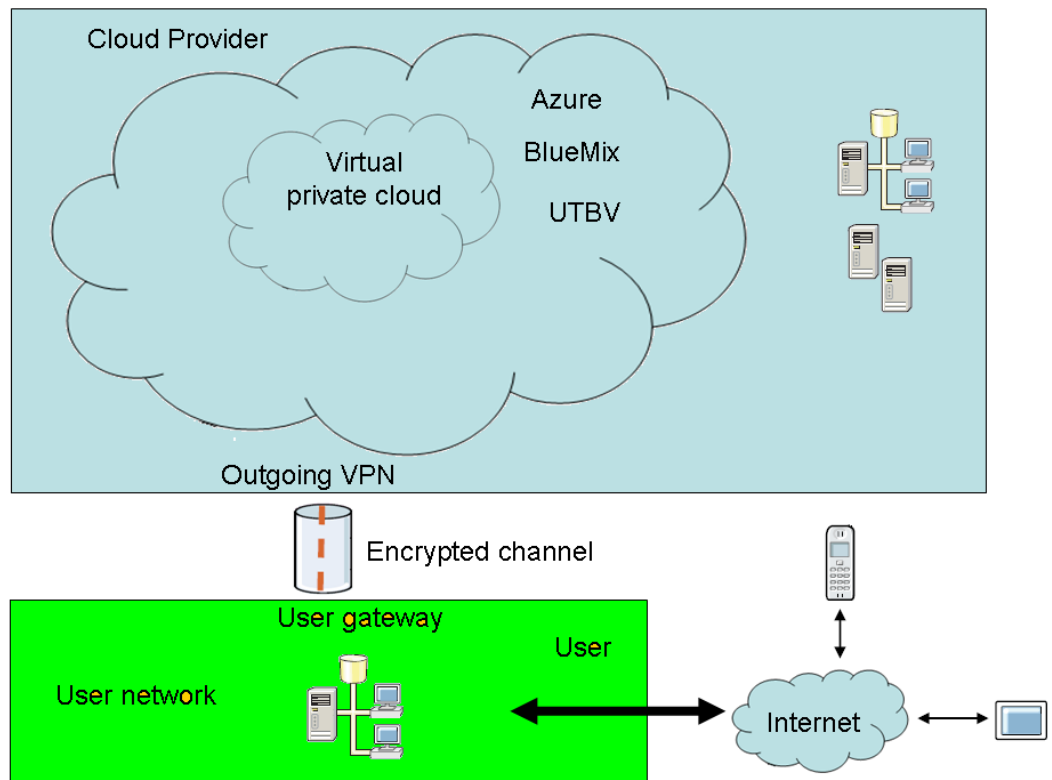 Cloud Provider
Azure
BlueMix
Virtual
private cloud
UTBV
Outgoing VPN
Encrypted channel
User gateway
User
User network
Internet